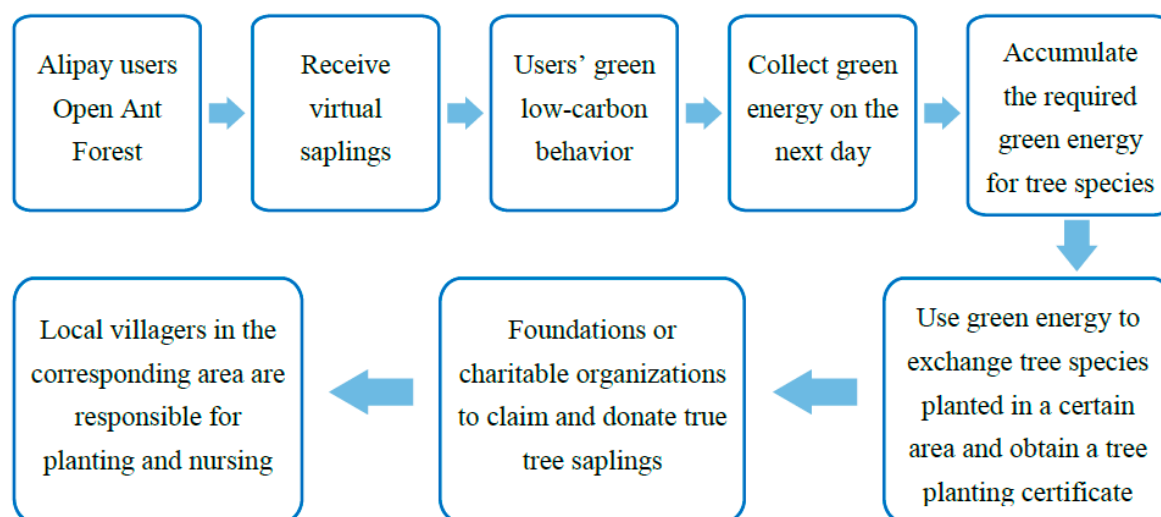 Alipay users
Open Ant
Forest
Receive
virtual
saplings
Users’ green
low-carbon
behavior
Collect green
energy on the
next day
Accumulate
the required
green energy
for tree species
Use green energy to
exchange tree species
planted in a certain
area and obtain a tree
planting certificate
Foundations or
charitable organizations
to claim and donate true
tree saplings
Local villagers in the
corresponding area are
responsible for
planting and nursing